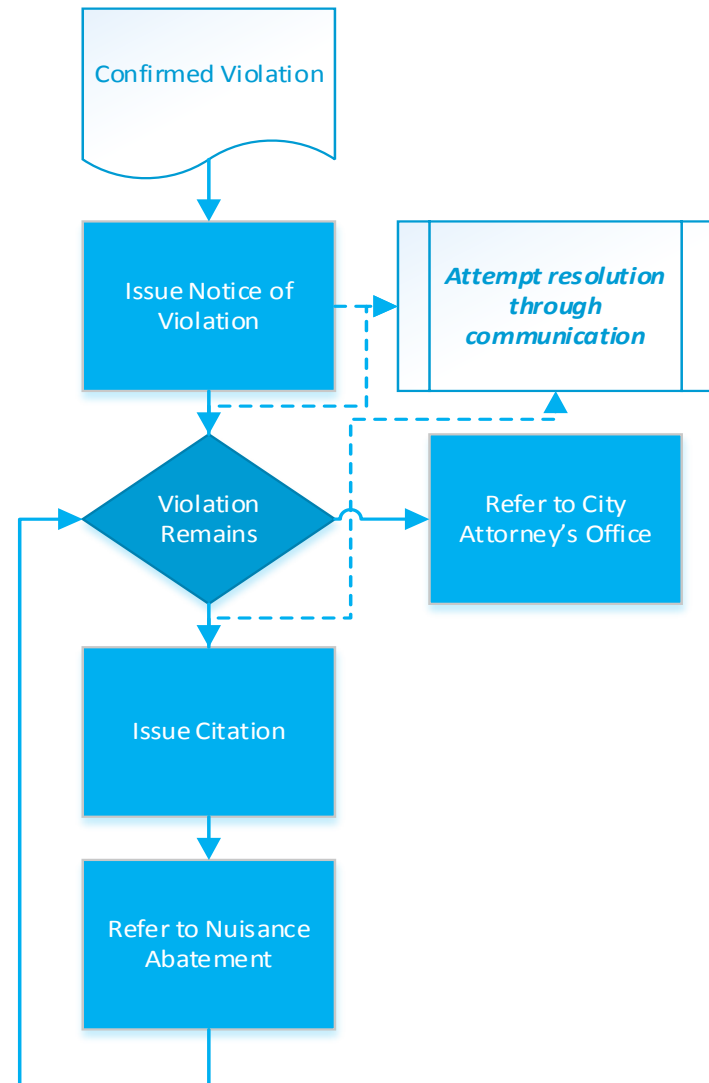 Confirmed Violation
Issue Notice of
Violation
Attempt resolution
through
communication
Violation
Remains
Refer to City
Attorney's Office
Issue Citation
Refer to Nuisance
Abatement